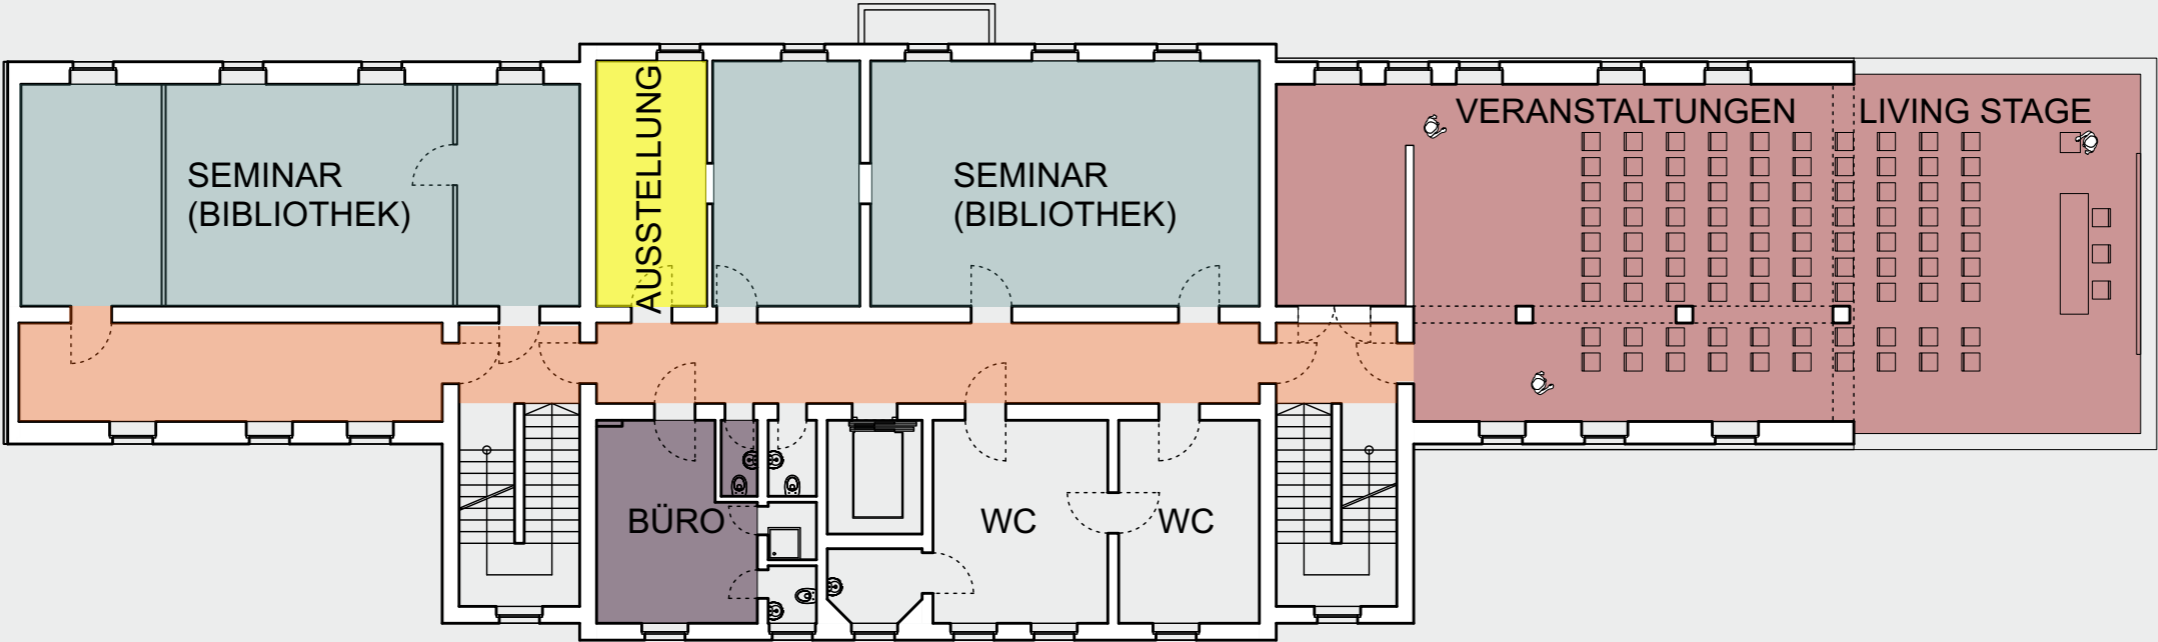 SEMINAR
(BIBLIOTHEK)
AUSSTELLUNG
SEMINAR
(BIBLIOTHEK)
VERANSTALTUNGEN
LIVING STAGE
BÜRO
WC
WC